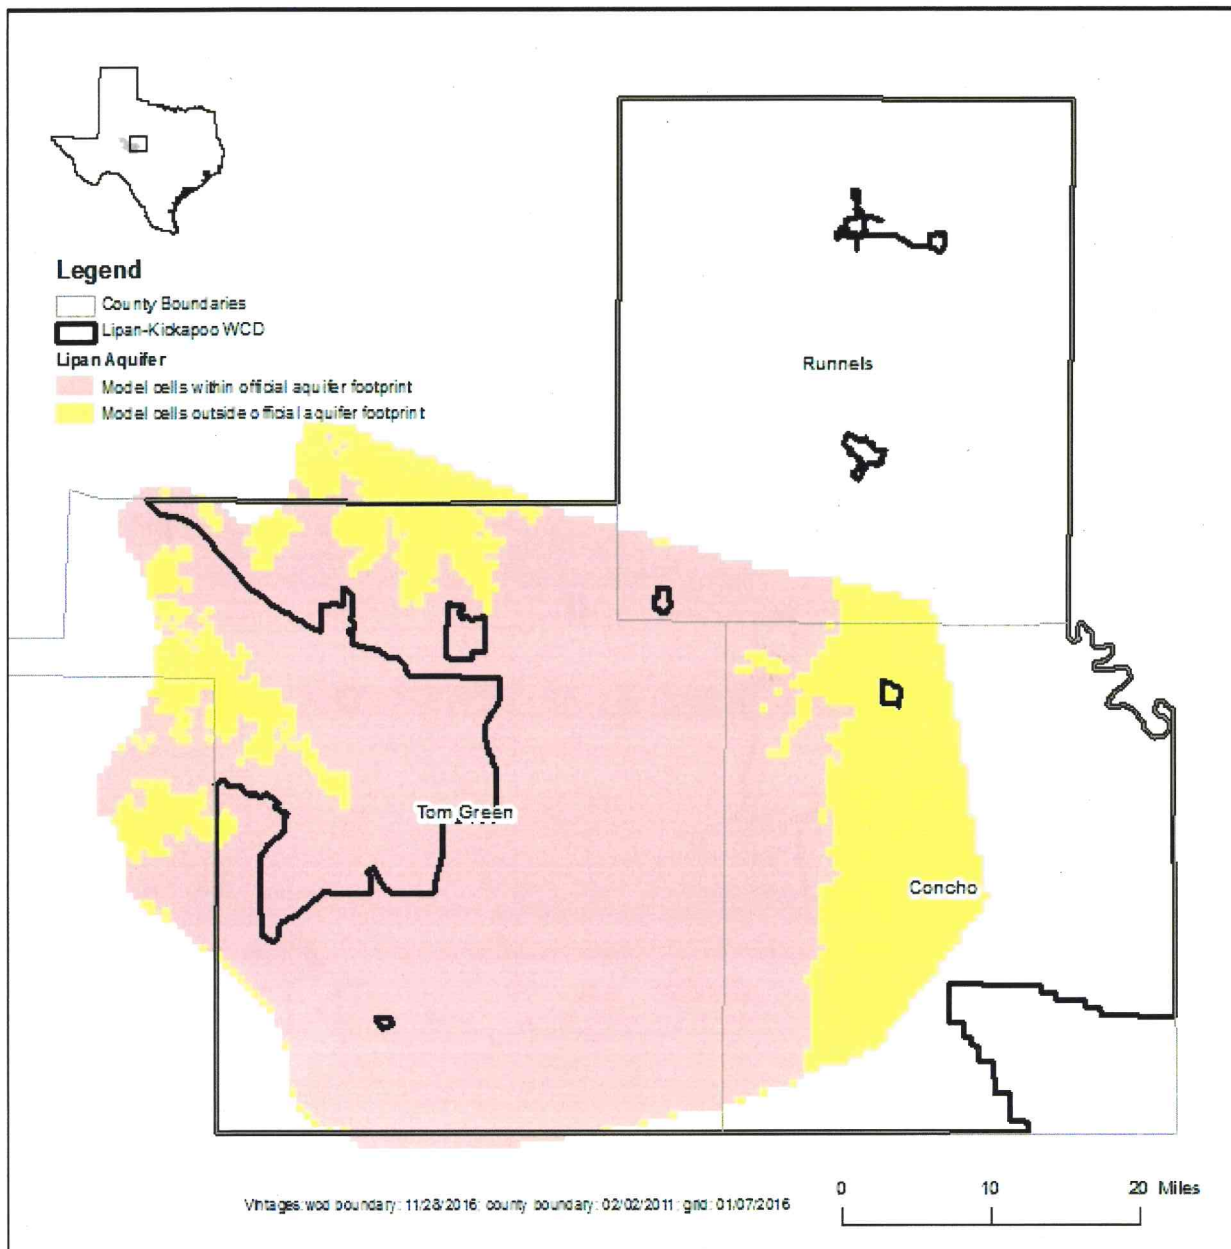 Legend
County Boundaries
Lipan-Kickapoo WCD
Lipan Aquifer
Model cells within official aquifer footprint
Model cells outside official aquifer footprint
Runnels
Tom Green
Concho
Vintages:wcd boundary: 11/28/2016; county boundary: 02/02/2011; grid: 01/07/2016
0 10 20 Miles